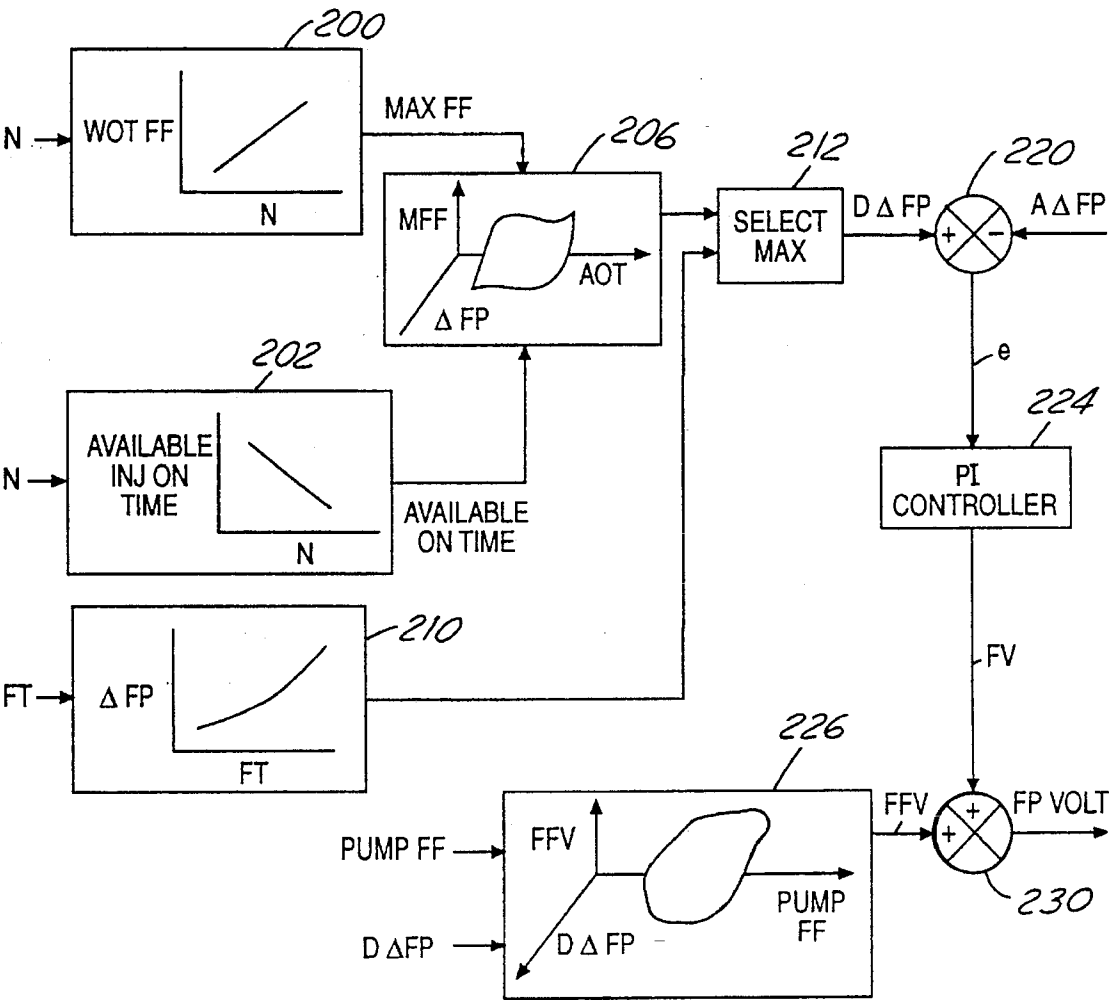 200
N
WOT FF
N
MAX FF
206
MFF
AOT
Δ FP
212
SELECT
MAX
D Δ FP
220
+
−
A Δ FP
e
202
N
AVAILABLE
INJ ON
TIME
N
AVAILABLE
ON TIME
224
PI
CONTROLLER
210
FT
Δ FP
FT
FV
226
PUMP FF
D ΔFP
FFV
PUMP
FF
D Δ FP
FFV
+
+
FP VOLT
230